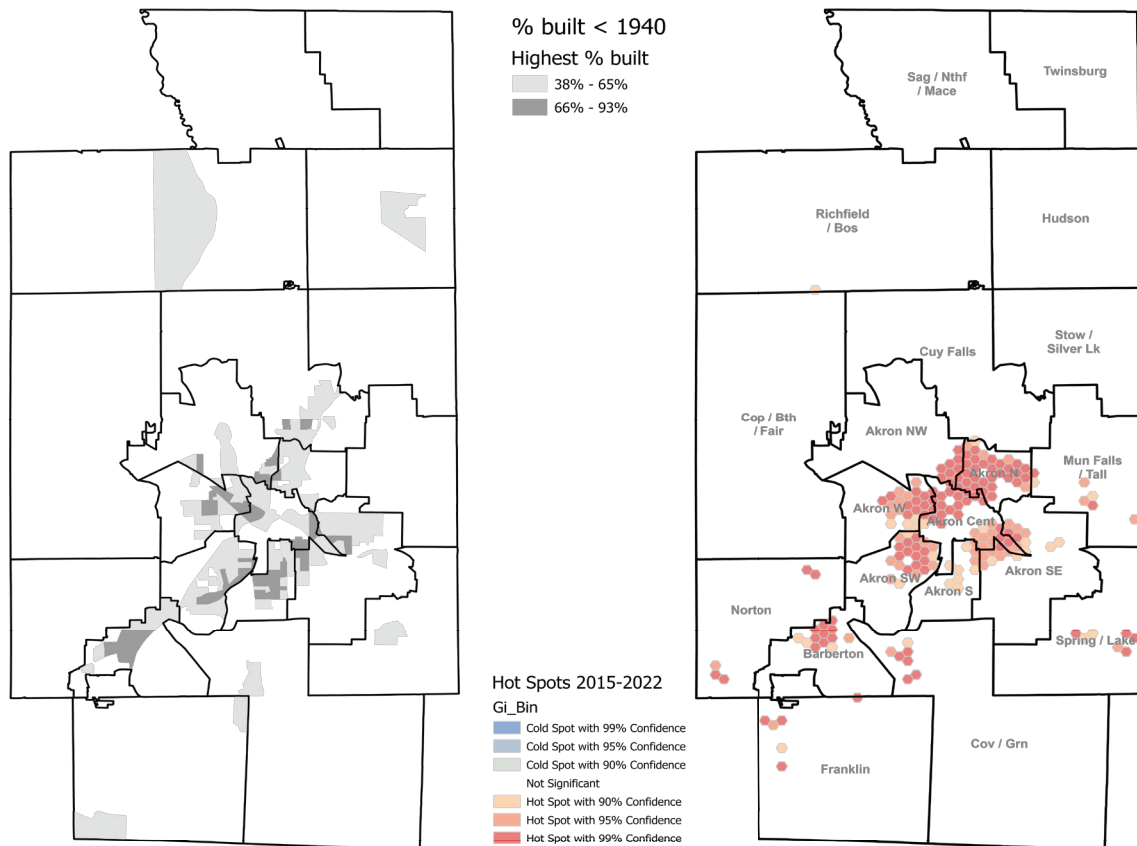 % built < 1940
Highest % built
38% - 65%
66% - 93%
Sag / Nthf
/ Mace
Twinsburg
Richfield
/ Bos
Hudson
Cuy Falls
Stow /
Silver Lk
Cop / Bth
/ Fair
Akron NW
Mun Falls
/ Tall
Akron N
Akron W
Akron Cent
Akron SW
Akron S
Akron SE
Norton
Barberton
Spring / Lake
Franklin
Cov / Grn
Hot Spots 2015-2022
Gi_Bin
Cold Spot with 99% Confidence
Cold Spot with 95% Confidence
Cold Spot with 90% Confidence
Not Significant
Hot Spot with 90% Confidence
Hot Spot with 95% Confidence
Hot Spot with 99% Confidence